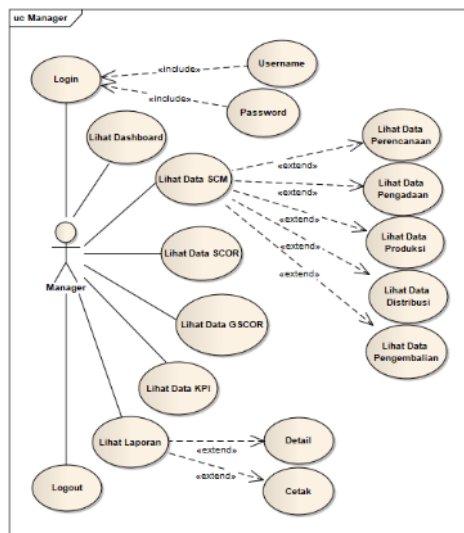 uc Manager
Login
«include»
Username
«include»
Password
Lihat Dashboard
Lihat Data SCM
«extend»
Lihat Data
Perencanaan
«extend»
Lihat Data
Pengadaan
«extend»
Lihat Data
Produksi
«extend»
Lihat Data
Distribusi
«extend»
Lihat Data
Pengembalian
Manager
Lihat Data SCOR
Lihat Data GSCOR
Lihat Data KPI
Lihat Laporan
«extend»
Detail
«extend»
Cetak
Logout